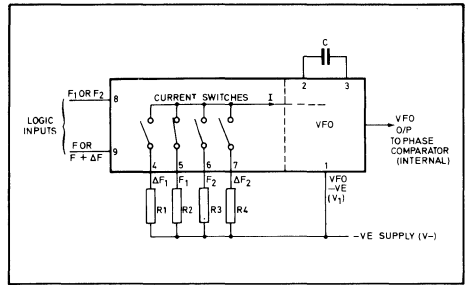 C
2 3
F1 OR F2
8
CURRENT SWITCHES I
LOGIC
INPUTS
VFO
VFO
O/P
TO PHASE
COMPARATOR
(INTERNAL)
F OR
F + ΔF
9
4 5 6 7 1
ΔF1 F1 F2 ΔF2
VFO
-VE
(V1)
R1 R2 R3 R4
-VE SUPPLY (V-)